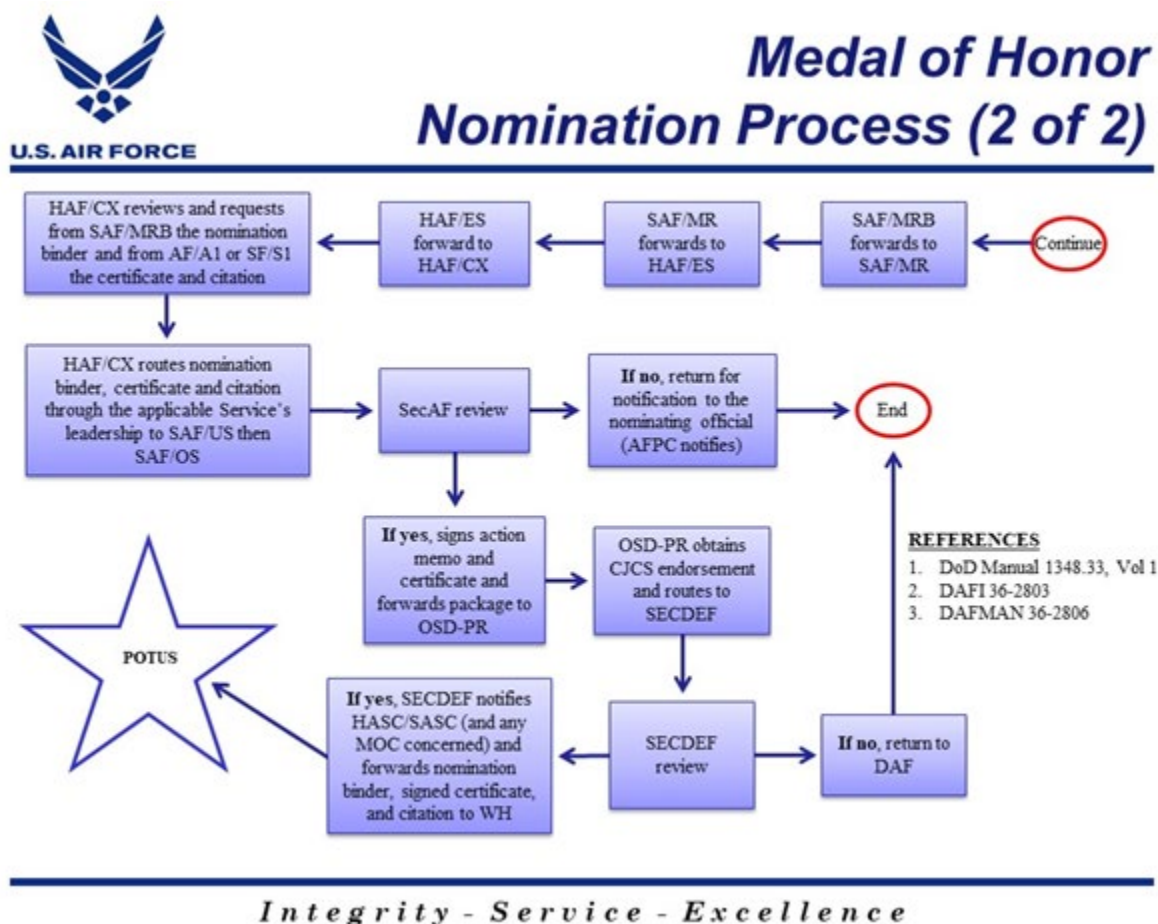 Medal of Honor
Nomination Process (2 of 2)
U.S. AIR FORCE
Continue
SAF/MRB
forwards to
SAF/MR
SAF/MR
forwards to
HAF/ES
HAF/ES
forward to
HAF/CX
HAF/CX reviews and requests
from SAF/MRB the nomination
binder and from AF/A1 or SF/S1
the certificate and citation
HAF/CX routes nomination
binder, certificate and citation
through the applicable Service's
leadership to SAF/US then
SAF/OS
SecAF review
If no, return for
notification to the
nominating official
(AFPC notifies)
End
If yes, signs action
memo and
certificate and
forwards package to
OSD-PR
OSD-PR obtains
CJCS endorsement
and routes to
SECDEF
REFERENCES
1. DoD Manual 1348.33, Vol 1
2. DAFI 36-2803
3. DAFMAN 36-2806
SECDEF
review
If no, return to
DAF
If yes, SECDEF notifies
HASC/SASC (and any
MOC concerned) and
forwards nomination
binder, signed certificate,
and citation to WH
POTUS
Integrity - Service - Excellence